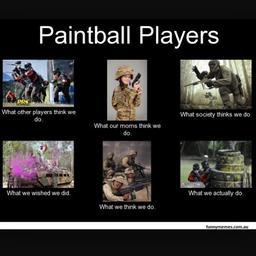 Paintball Players
What other players think we
do.
What our moms think we
do.
What society thinks we do
What we wished we did.
What we think we do.
What we actually do.
funnymemes.com.au